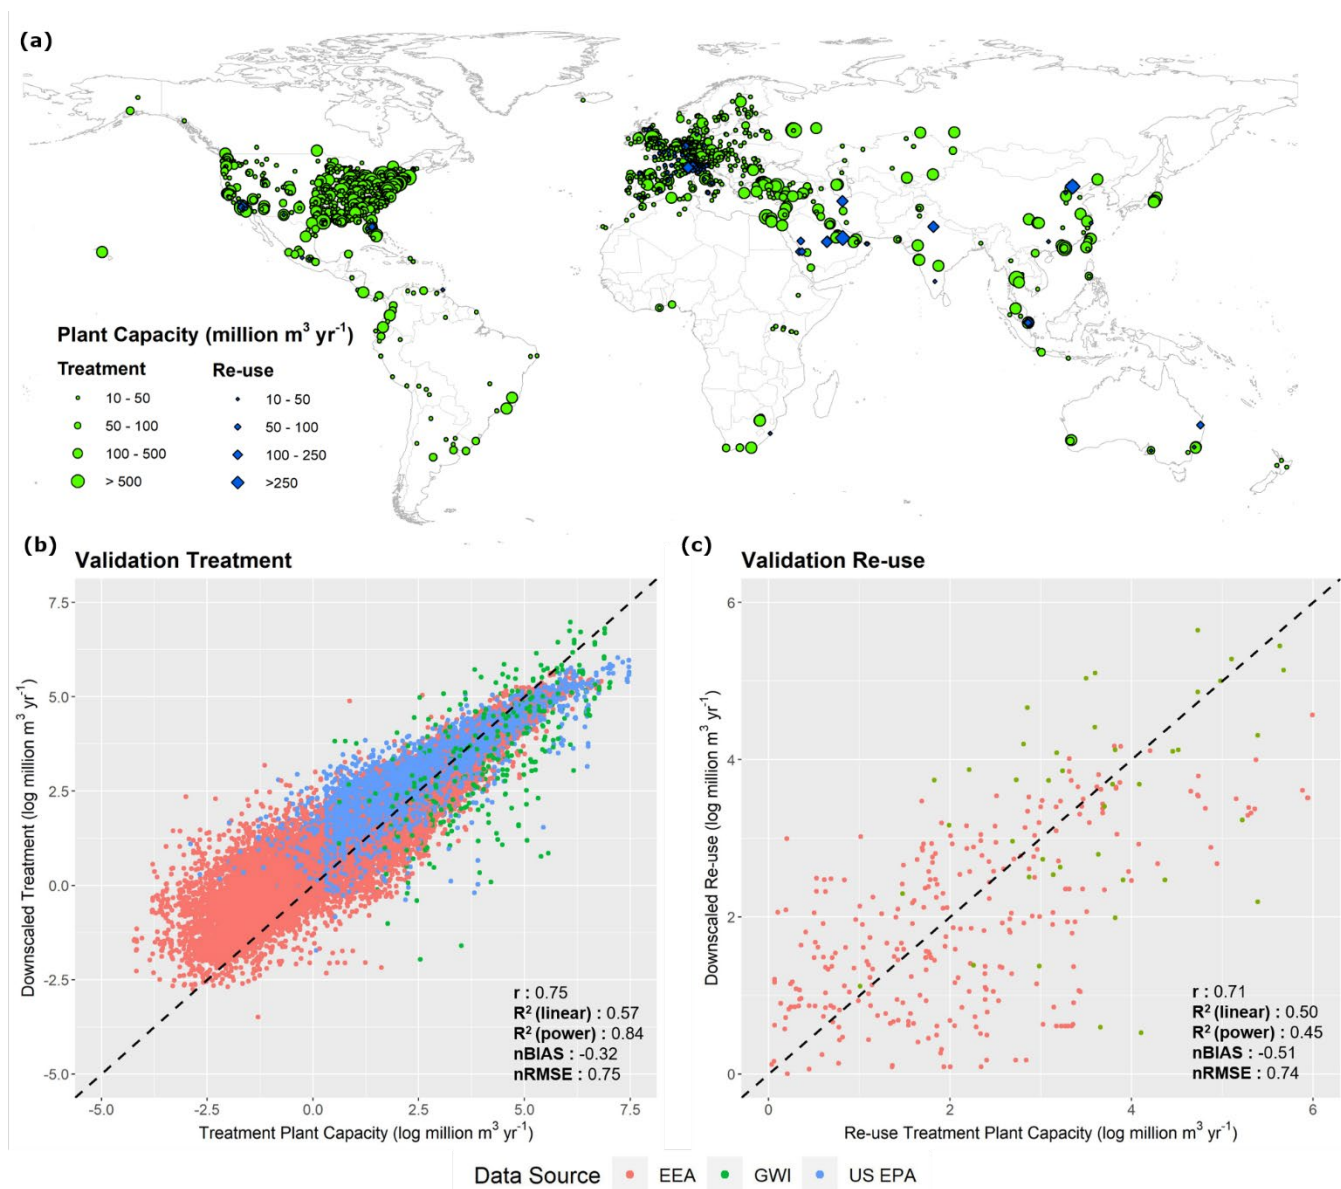 (a)
Plant Capacity (million m³ yr⁻¹)
Treatment
Re-use
10 - 50
10 - 50
50 - 100
50 - 100
100 - 500
100 - 250
> 500
>250
(b)
Validation Treatment
7.5
5.0
2.5
0.0
-2.5
-5.0
Downscaled Treatment (log million m³ yr⁻¹)
r : 0.75
R² (linear) : 0.57
R² (power) : 0.84
nBIAS : -0.32
nRMSE : 0.75
-5.0 -2.5 0.0 2.5 5.0 7.5
Treatment Plant Capacity (log million m³ yr⁻¹)
(c)
Validation Re-use
6
4
2
0
Downscaled Re-use (log million m³ yr⁻¹)
r : 0.71
R² (linear) : 0.50
R² (power) : 0.45
nBIAS : -0.51
nRMSE : 0.74
0 2 4 6
Re-use Treatment Plant Capacity (log million m³ yr⁻¹)
Data Source EEA GWI US EPA